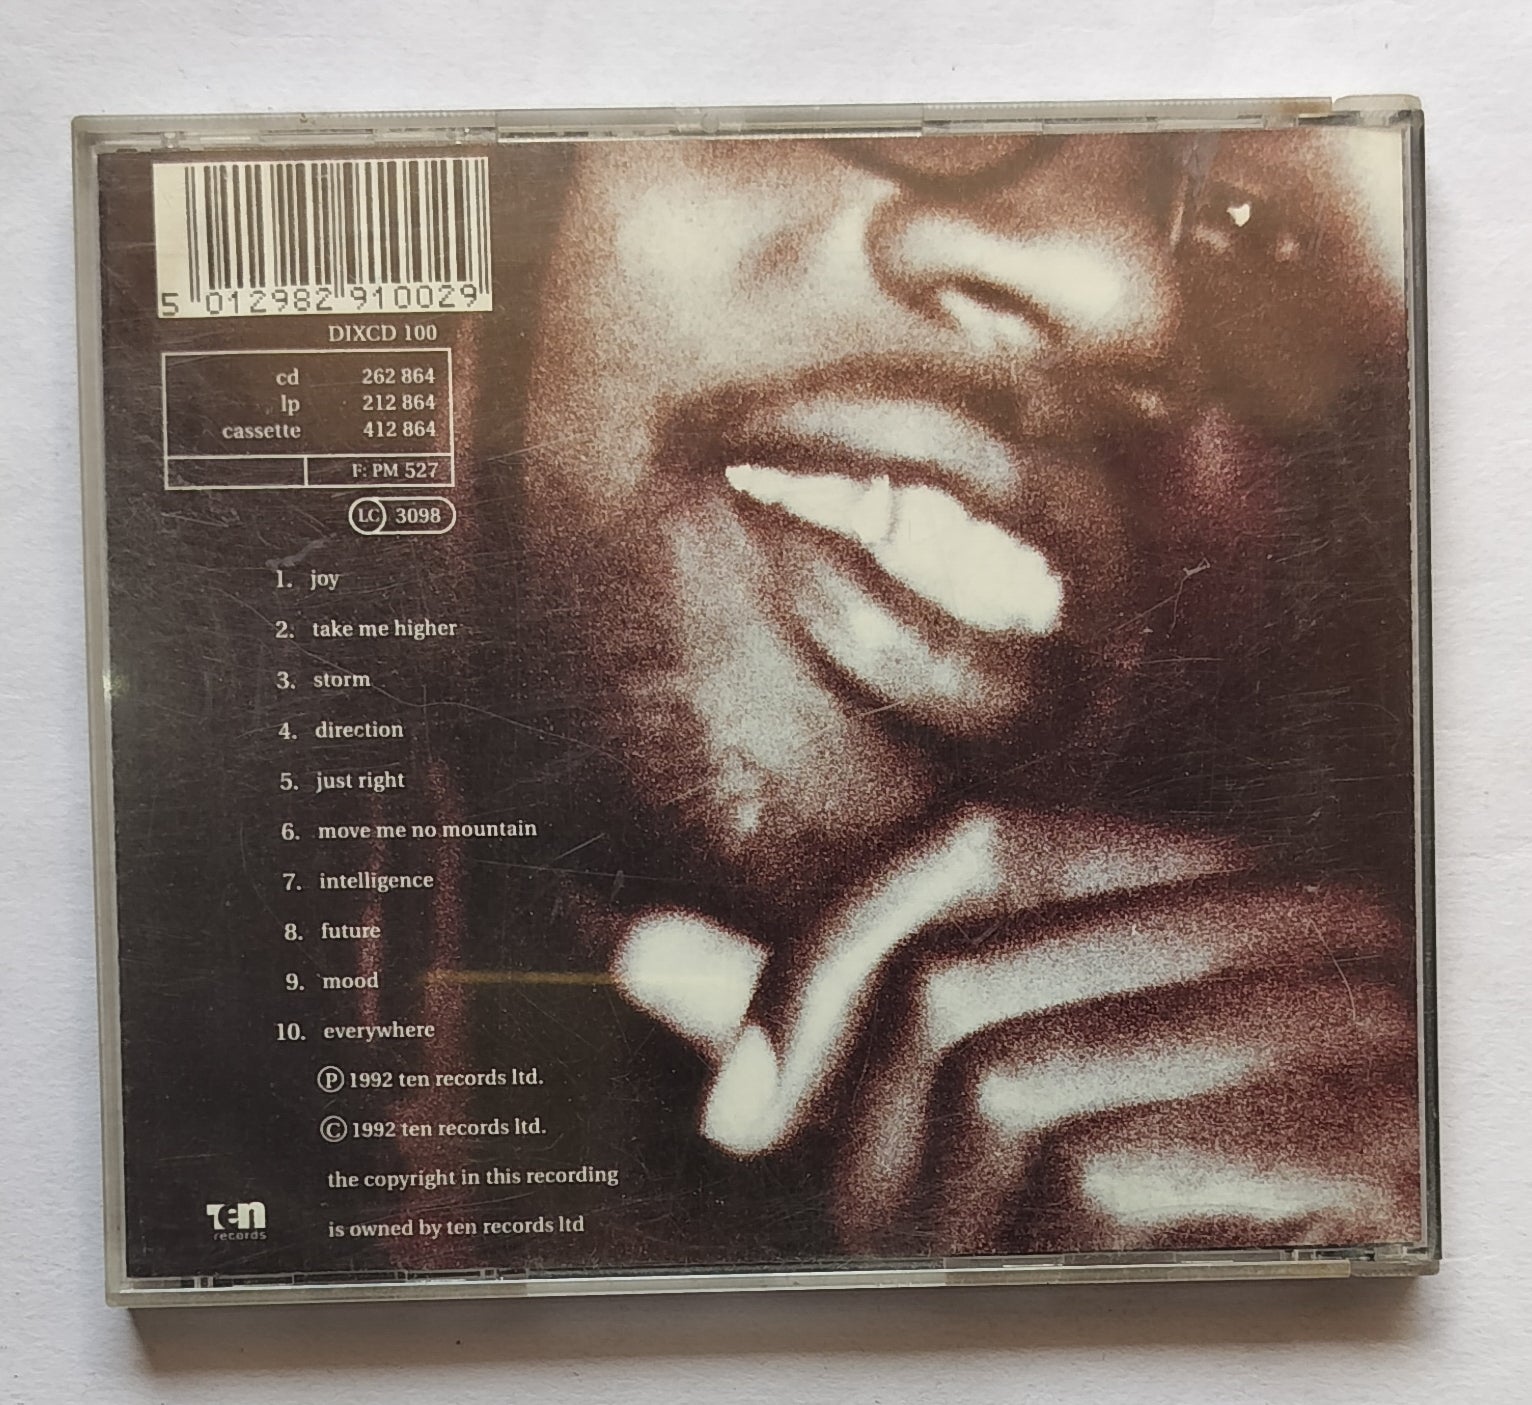 5 012982 910029
DIXCD 100
cd 262 864
lp 212 864
cassette 412 864
F: PM 527
LC 3098
1. joy
2. take me higher
3. storm
4. direction
5. just right
6. move me no mountain
7. intelligence
8. future
9. mood
10. everywhere
Ⓟ 1992 ten records ltd.
© 1992 ten records ltd.
the copyright in this recording
is owned by ten records ltd
Ten
records